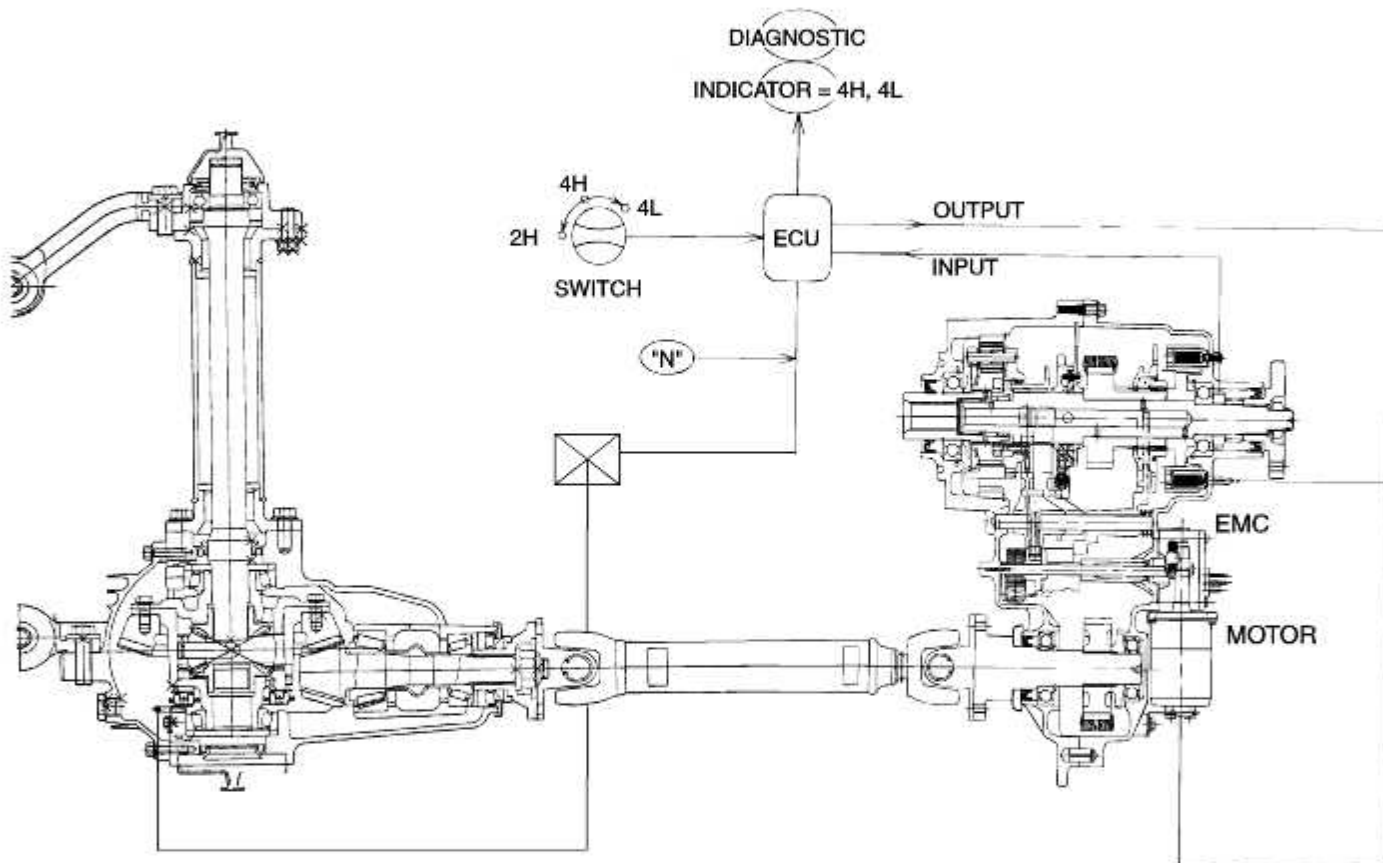 DIAGNOSTIC
INDICATOR = 4H, 4L
4H
4L
2H
SWITCH
ECU
OUTPUT
INPUT
"N"
EMC
MOTOR